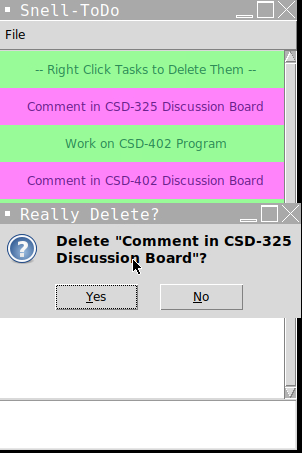 Snell-ToDo
File
-- Right Click Tasks to Delete Them --
Comment in CSD-325 Discussion Board
Work on CSD-402 Program
Comment in CSD-402 Discussion Board
Really Delete?
Delete "Comment in CSD-325
Discussion Board"?
Yes No